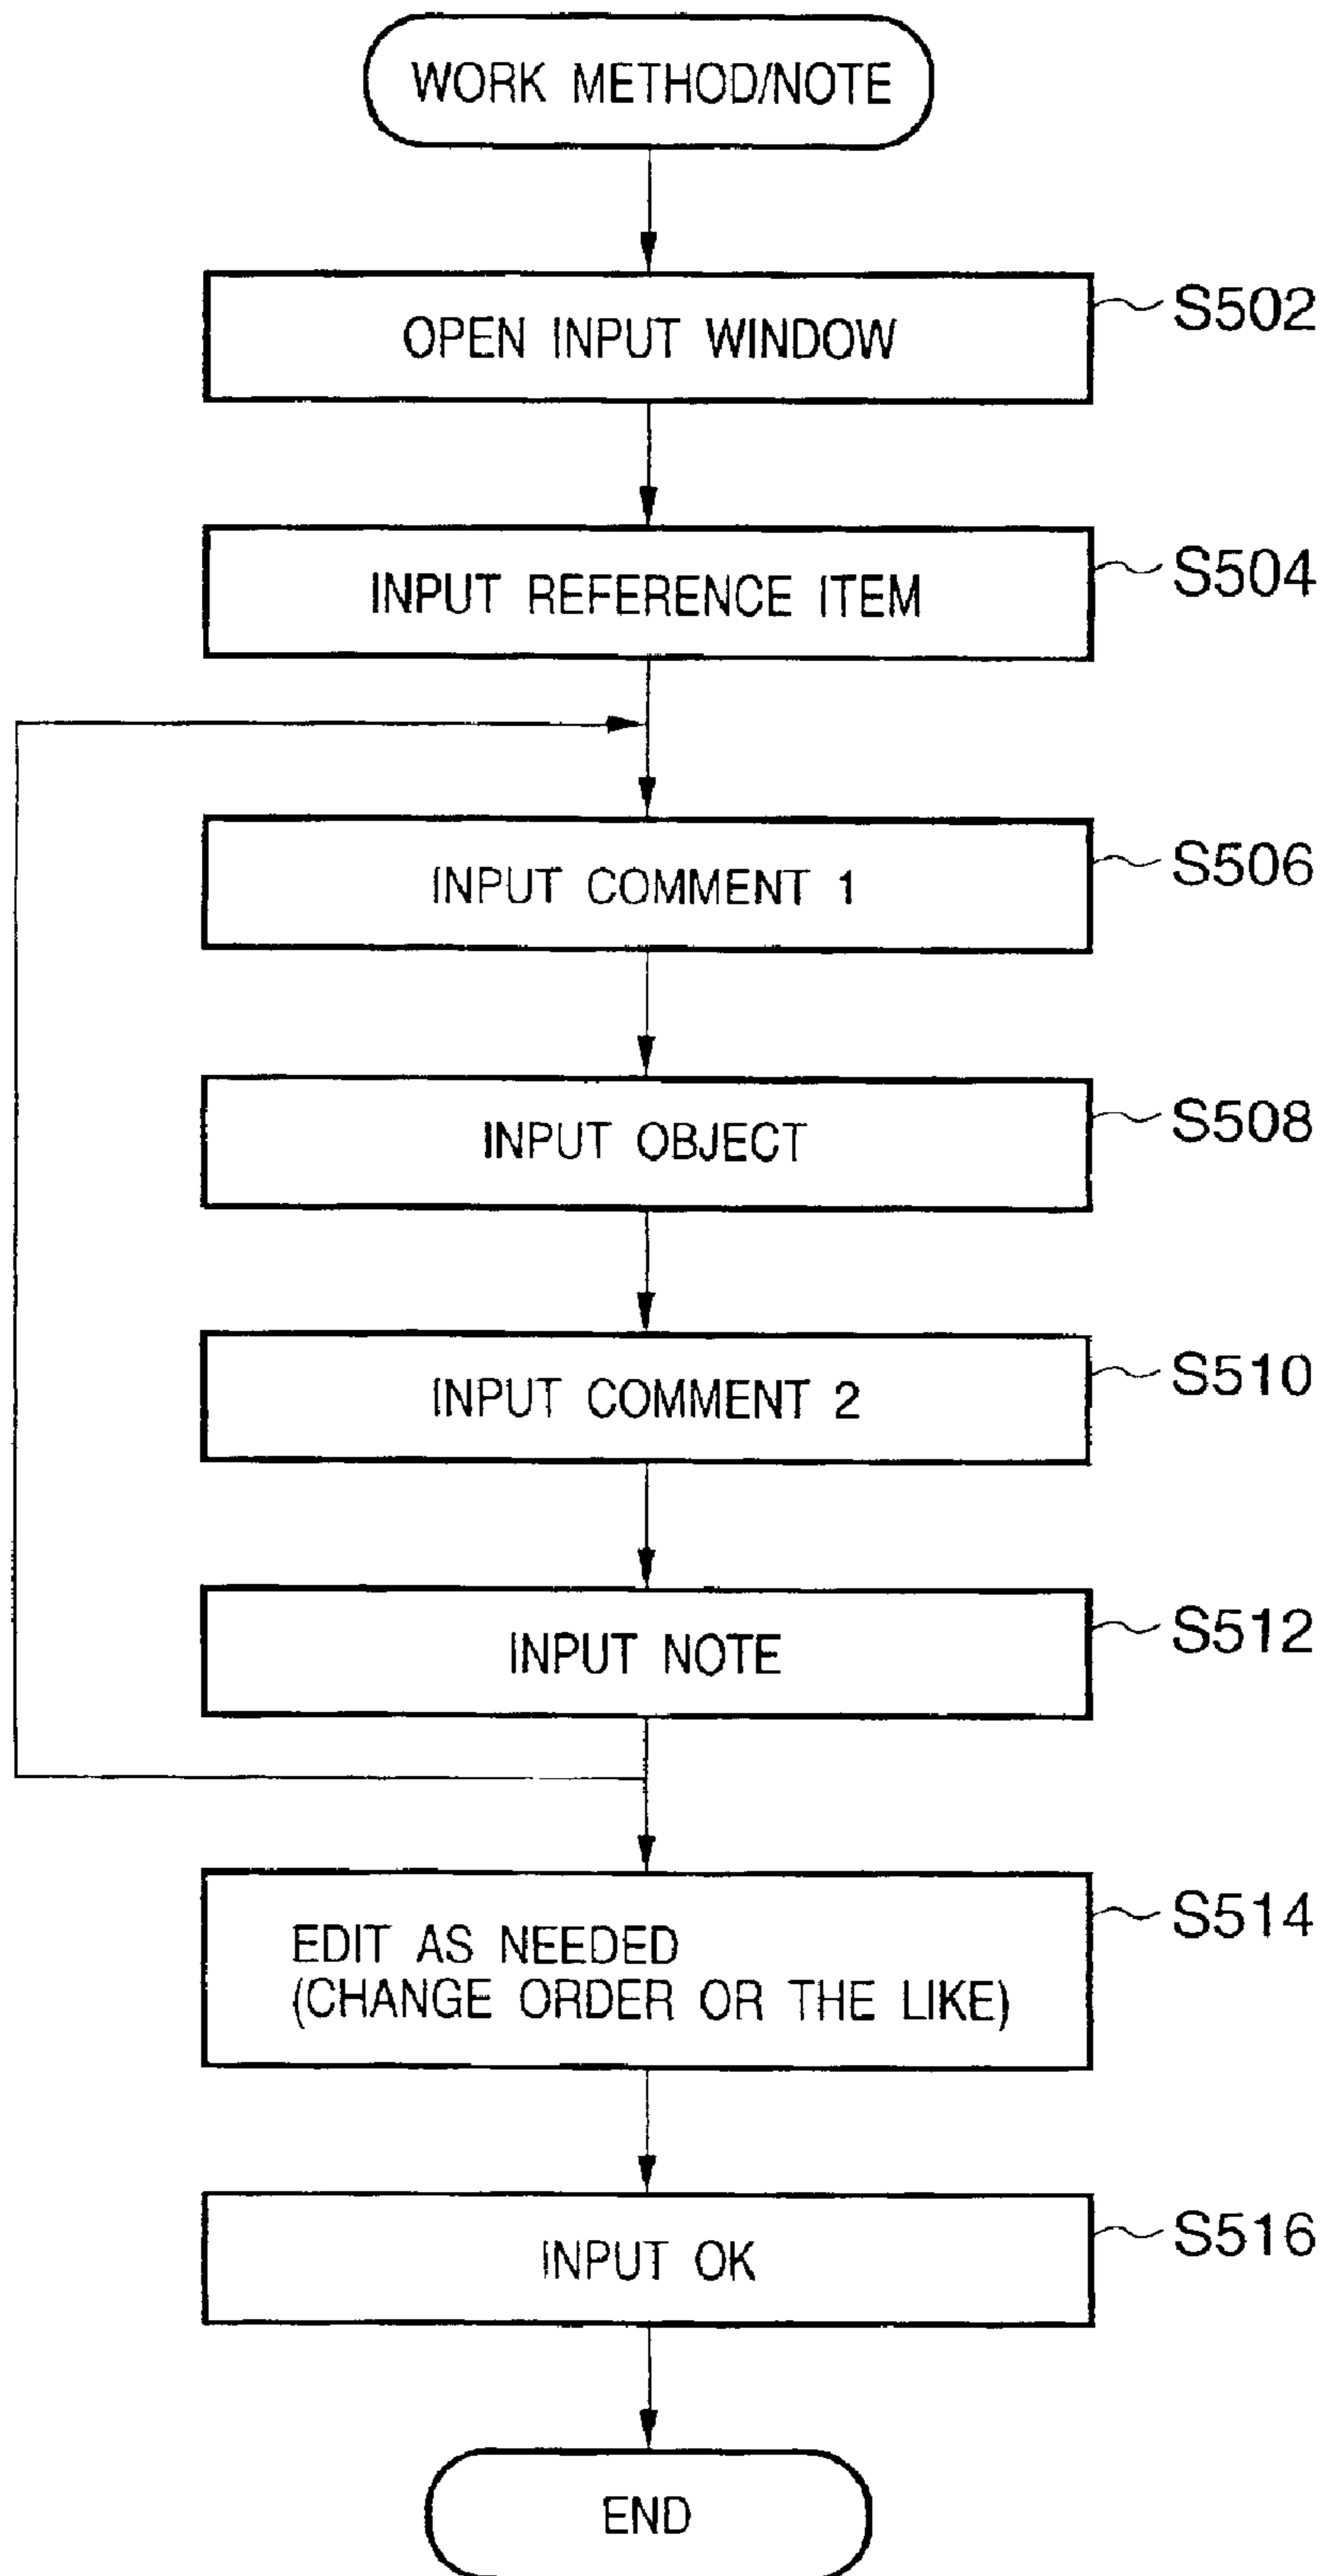 WORK METHOD/NOTE
OPEN INPUT WINDOW
S502
INPUT REFERENCE ITEM
S504
INPUT COMMENT 1
S506
INPUT OBJECT
S508
INPUT COMMENT 2
S510
INPUT NOTE
S512
EDIT AS NEEDED
(CHANGE ORDER OR THE LIKE)
S514
INPUT OK
S516
END